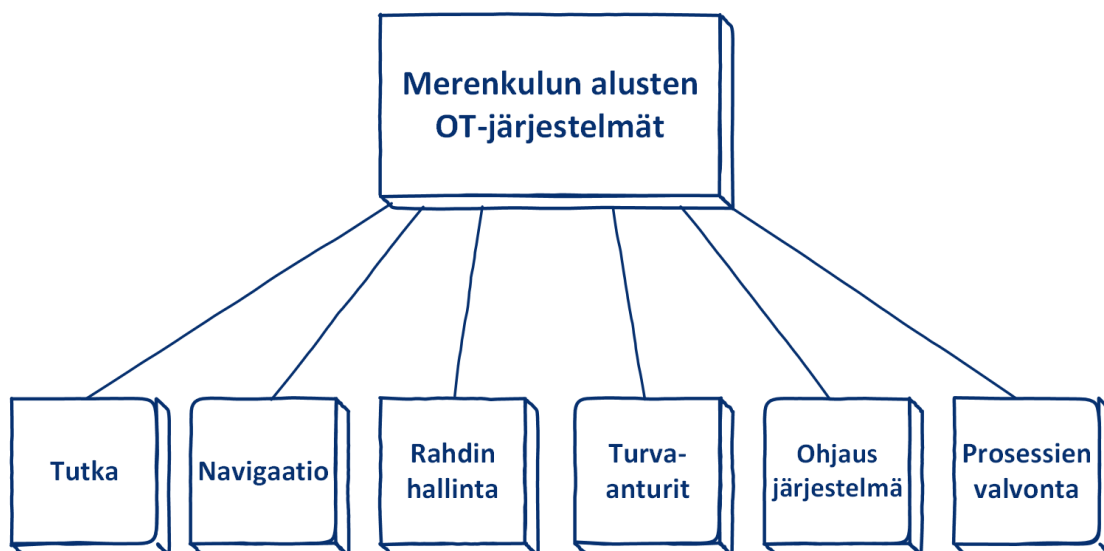 Merenkulun alusten
OT-järjestelmät
Tutka
Navigaatio
Rahdin
hallinta
Turva-
anturit
Ohjaus
järjestelmä
Prosessien
valvonta